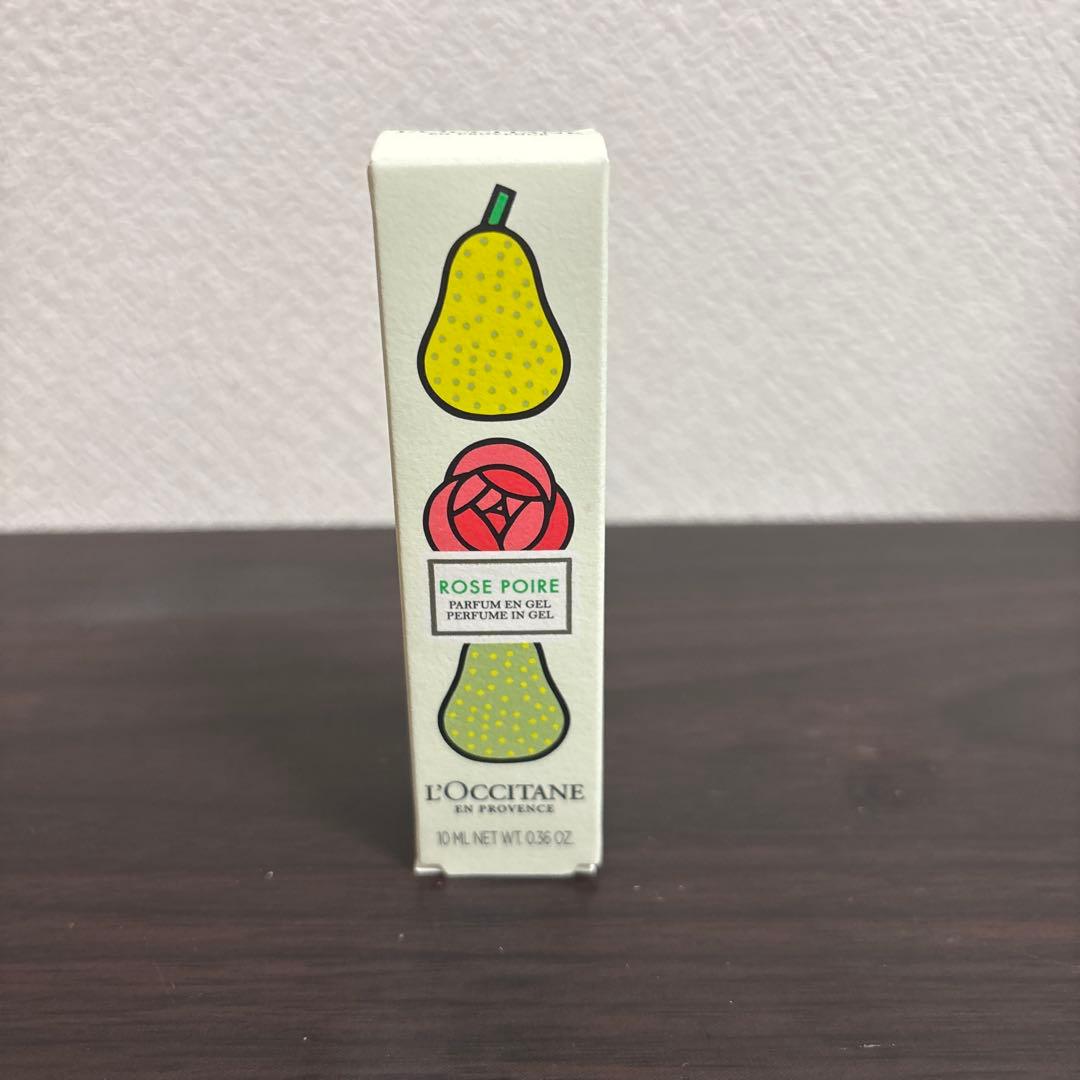 ROSE POIRE
PARFUM EN GEL
PERFUME IN GEL
L'OCCITANE
EN PROVENCE
10 ML NET WT. 0.36 OZ.